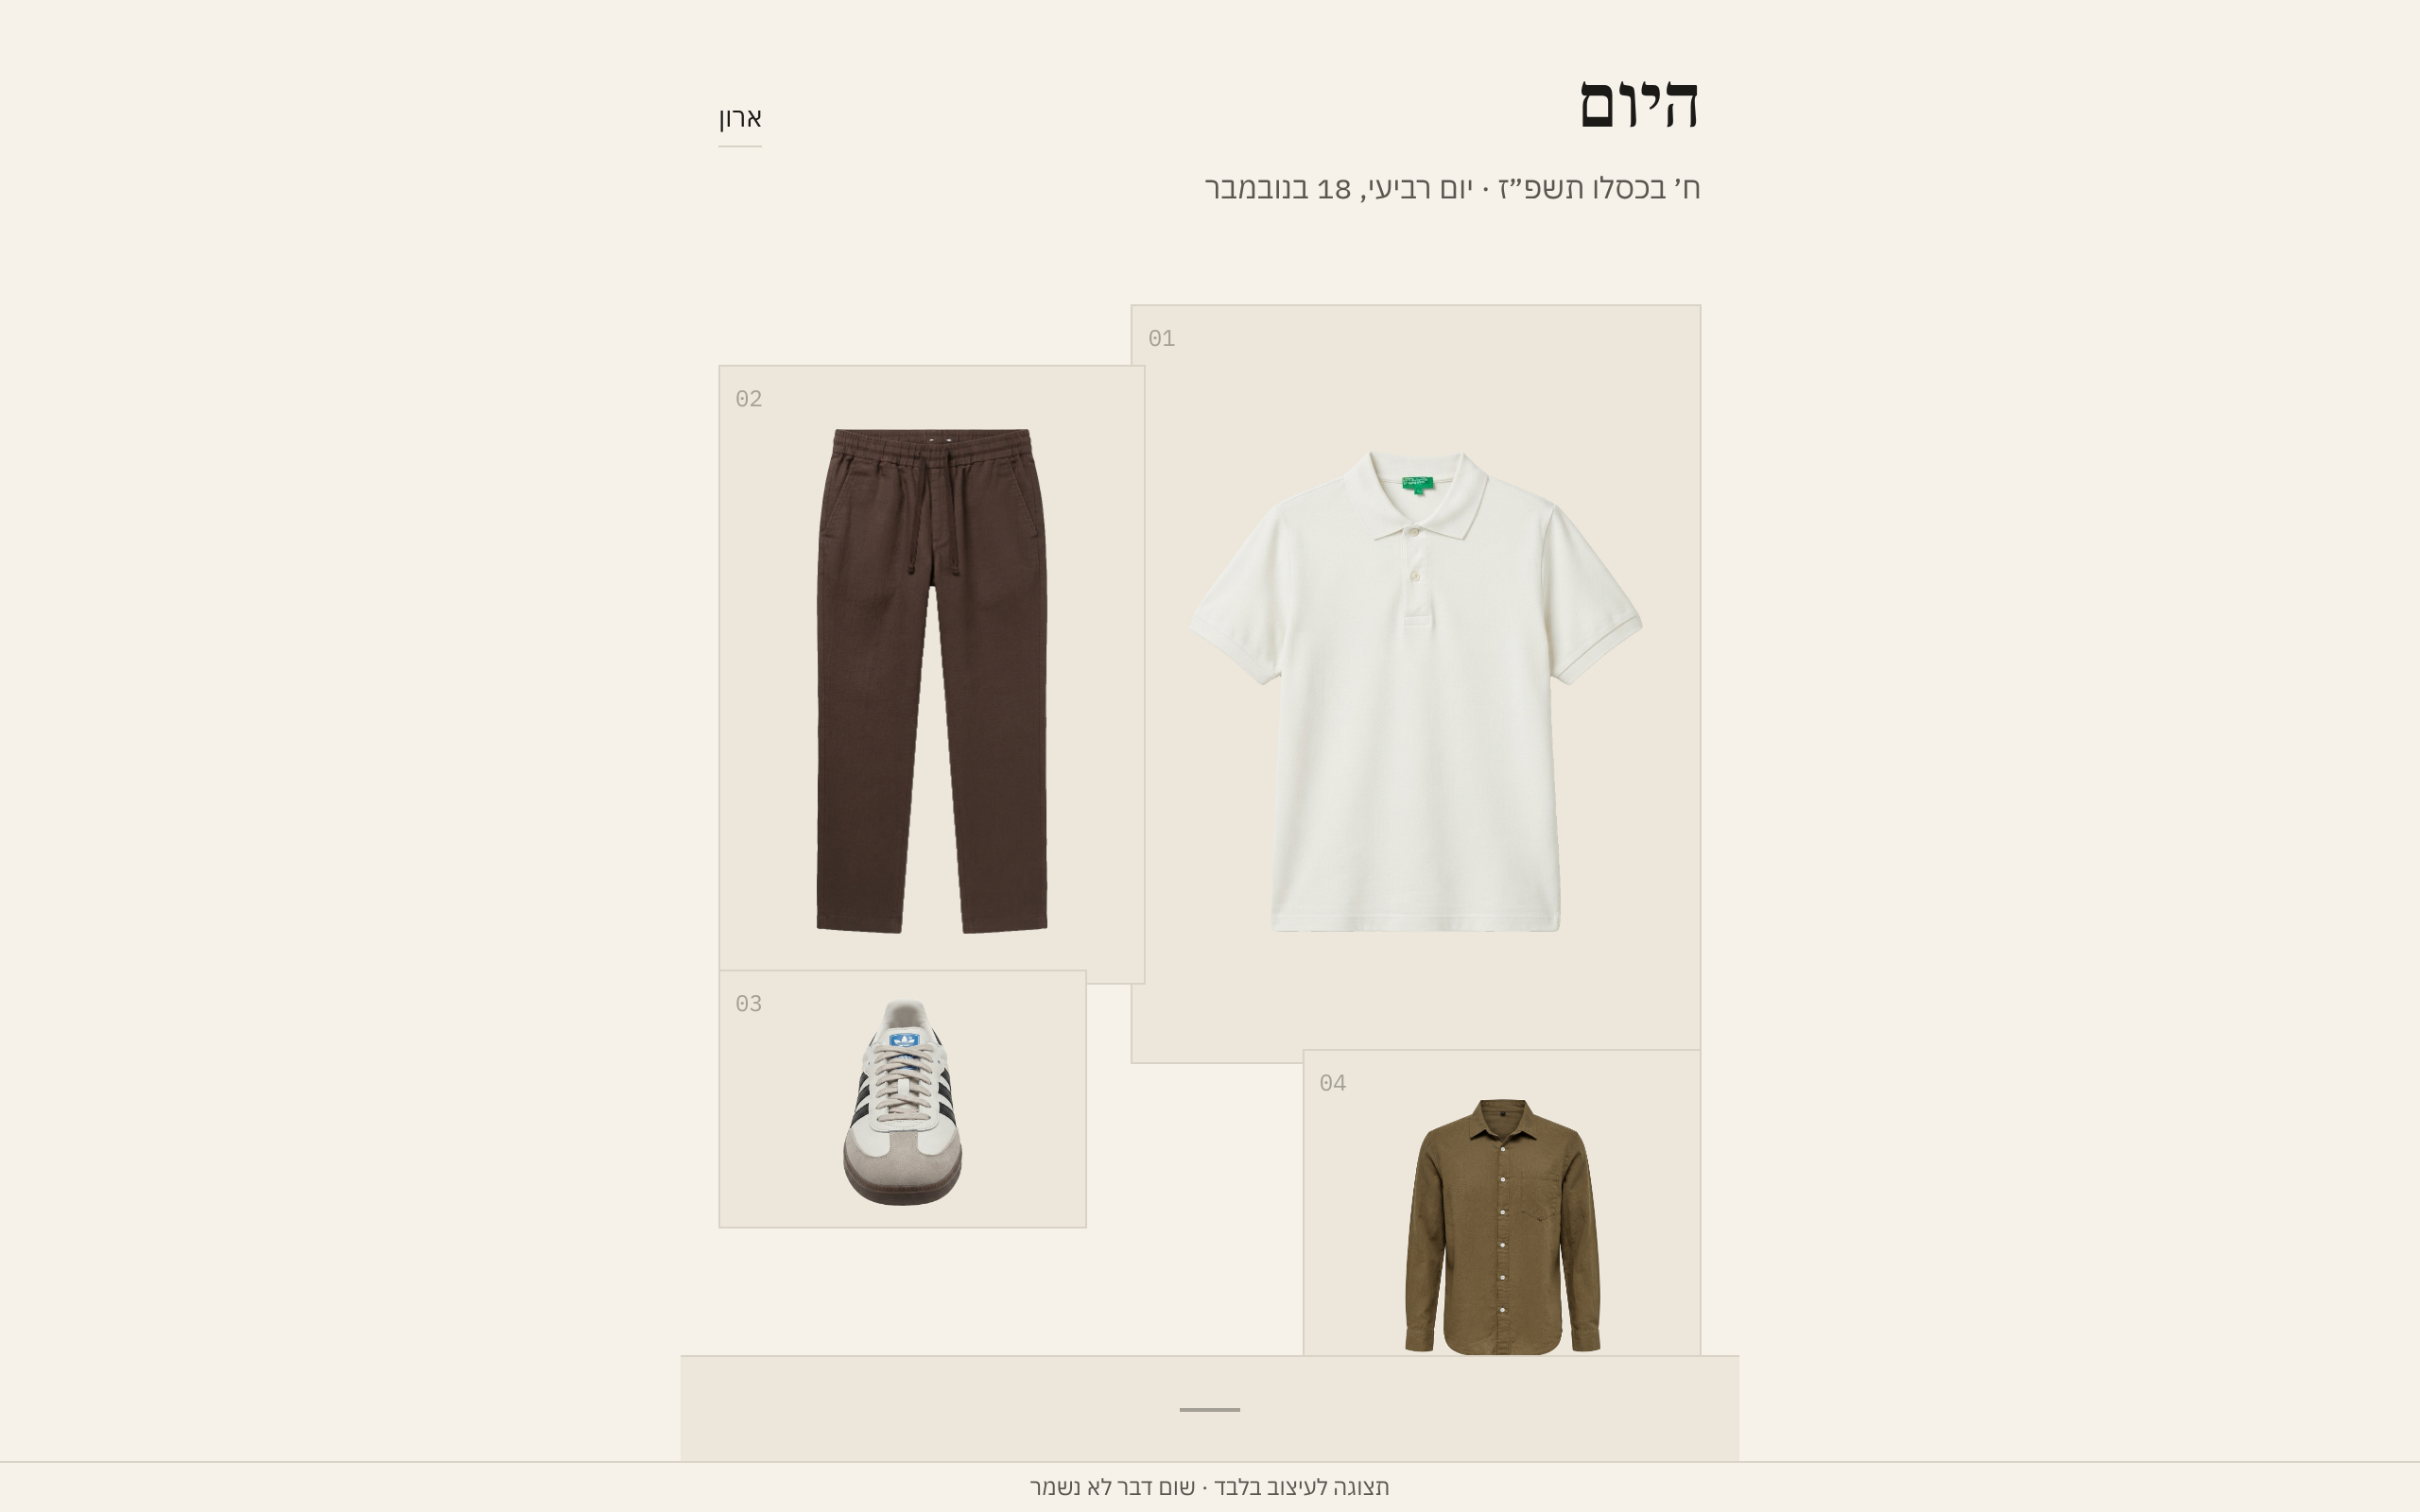 היום
ארון
ח׳ בכסלו תשפ״ז · יום רביעי, 18 בנובמבר
01
02
03
04
תצוגה לעיצוב בלבד · שום דבר לא נשמר